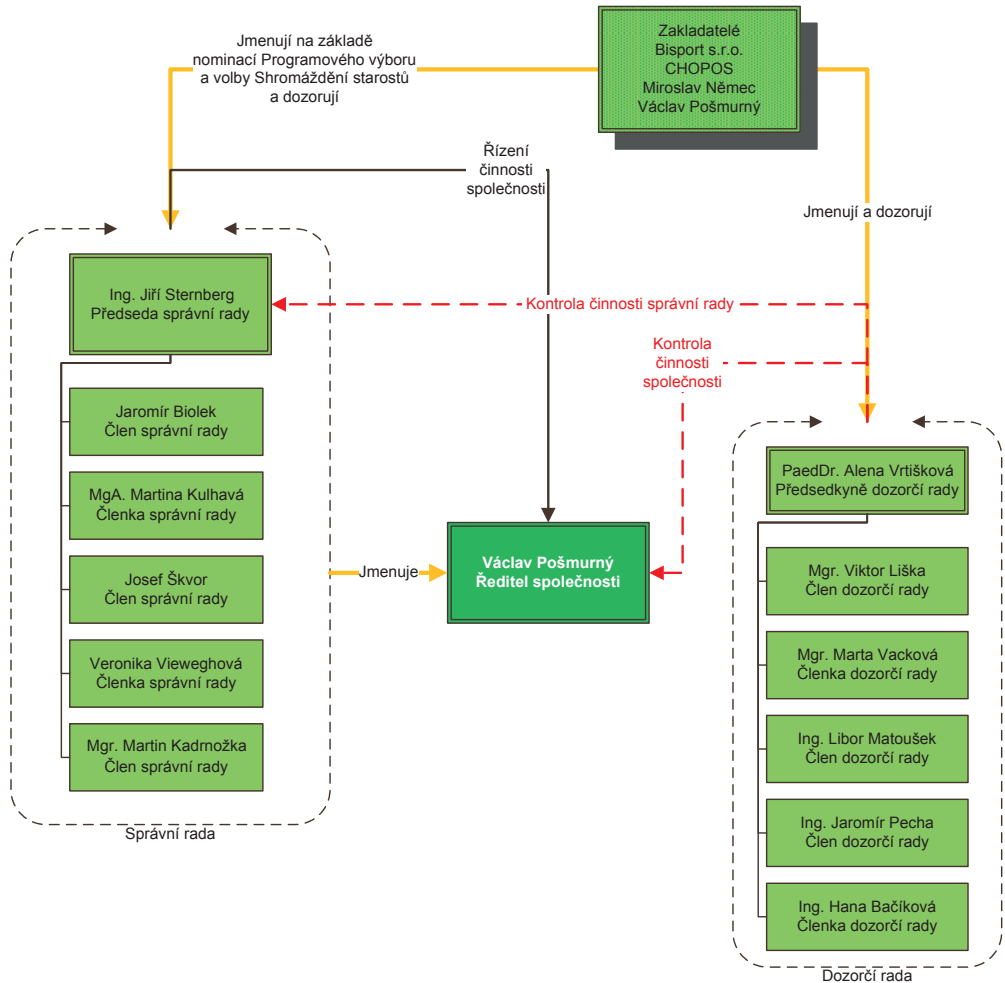 Zakladatelé
Bisport s.r.o.
CHOPOS
Miroslav Němec
Václav Pošmurný
Jmenují na základě
nominací Programového výboru
a volby Shromáždění starostů
a dozorují
Řízení
činnosti
společnosti
Jmenují a dozorují
Ing. Jiří Sternberg
Předseda správní rady
Kontrola činnosti správní rady
Kontrola
činnosti
společnosti
Jaromír Biolek
Člen správní rady
MgA. Martina Kulhavá
Členka správní rady
Josef Škvor
Člen správní rady
Veronika Vieweghová
Členka správní rady
Mgr. Martin Kadrnožka
Člen správní rady
Správní rada
Jmenuje
Václav Pošmurný
Ředitel společnosti
PaedDr. Alena Vrtišková
Předsedkyně dozorčí rady
Mgr. Viktor Liška
Člen dozorčí rady
Mgr. Marta Vacková
Členka dozorčí rady
Ing. Libor Matoušek
Člen dozorčí rady
Ing. Jaromír Pecha
Člen dozorčí rady
Ing. Hana Bačíková
Členka dozorčí rady
Dozorčí rada